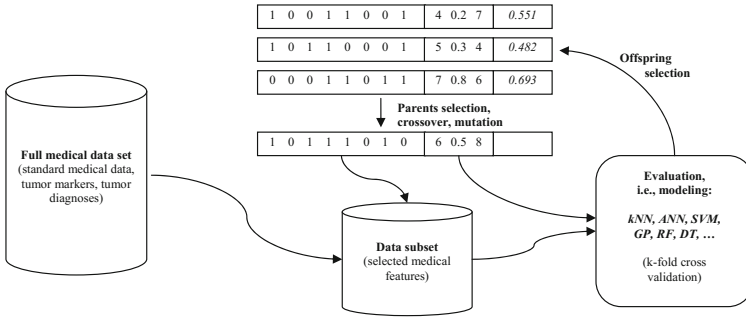 1 0 0 1 1 0 0 1 4 0.2 7 0.551
1 0 1 1 0 0 0 1 5 0.3 4 0.482
0 0 0 1 1 0 1 1 7 0.8 6 0.693
Offspring
selection
Parents selection,
crossover, mutation
1 0 1 1 1 0 1 0 6 0.5 8
Full medical data set
(standard medical data,
tumor markers, tumor
diagnoses)
Data subset
(selected medical
features)
Evaluation,
i.e., modeling:
kNN, ANN, SVM,
GP, RF, DT, …
(k-fold cross
validation)